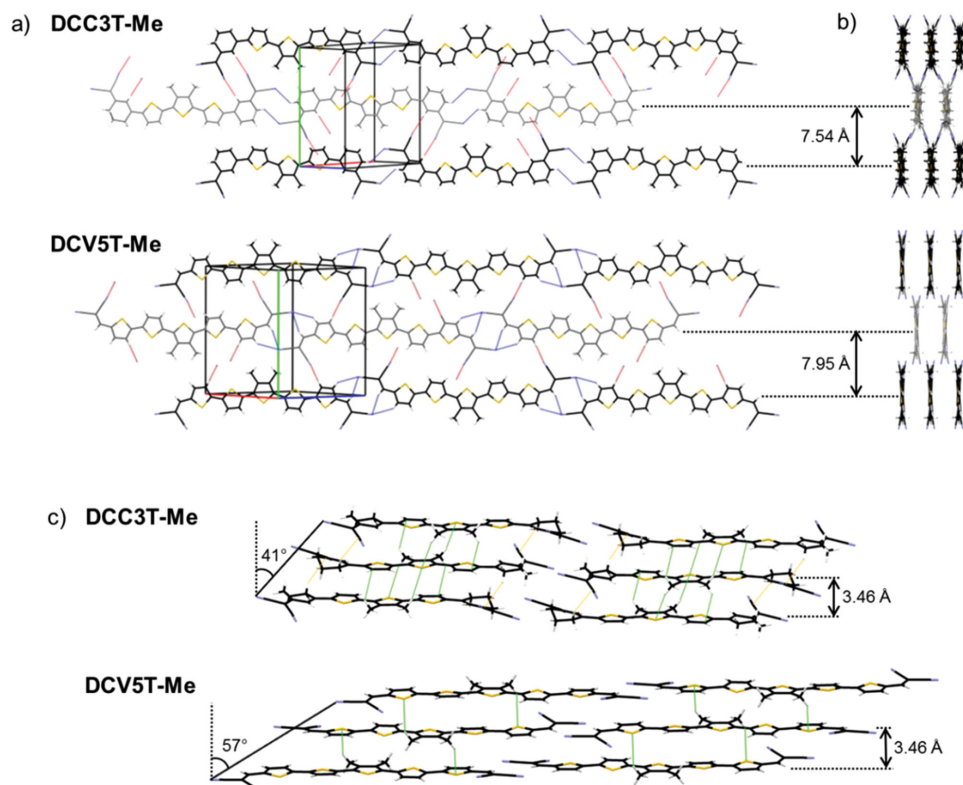 a) DCC3T-Me
b)
7.54 Å
DCV5T-Me
7.95 Å
c) DCC3T-Me
41°
3.46 Å
DCV5T-Me
57°
3.46 Å